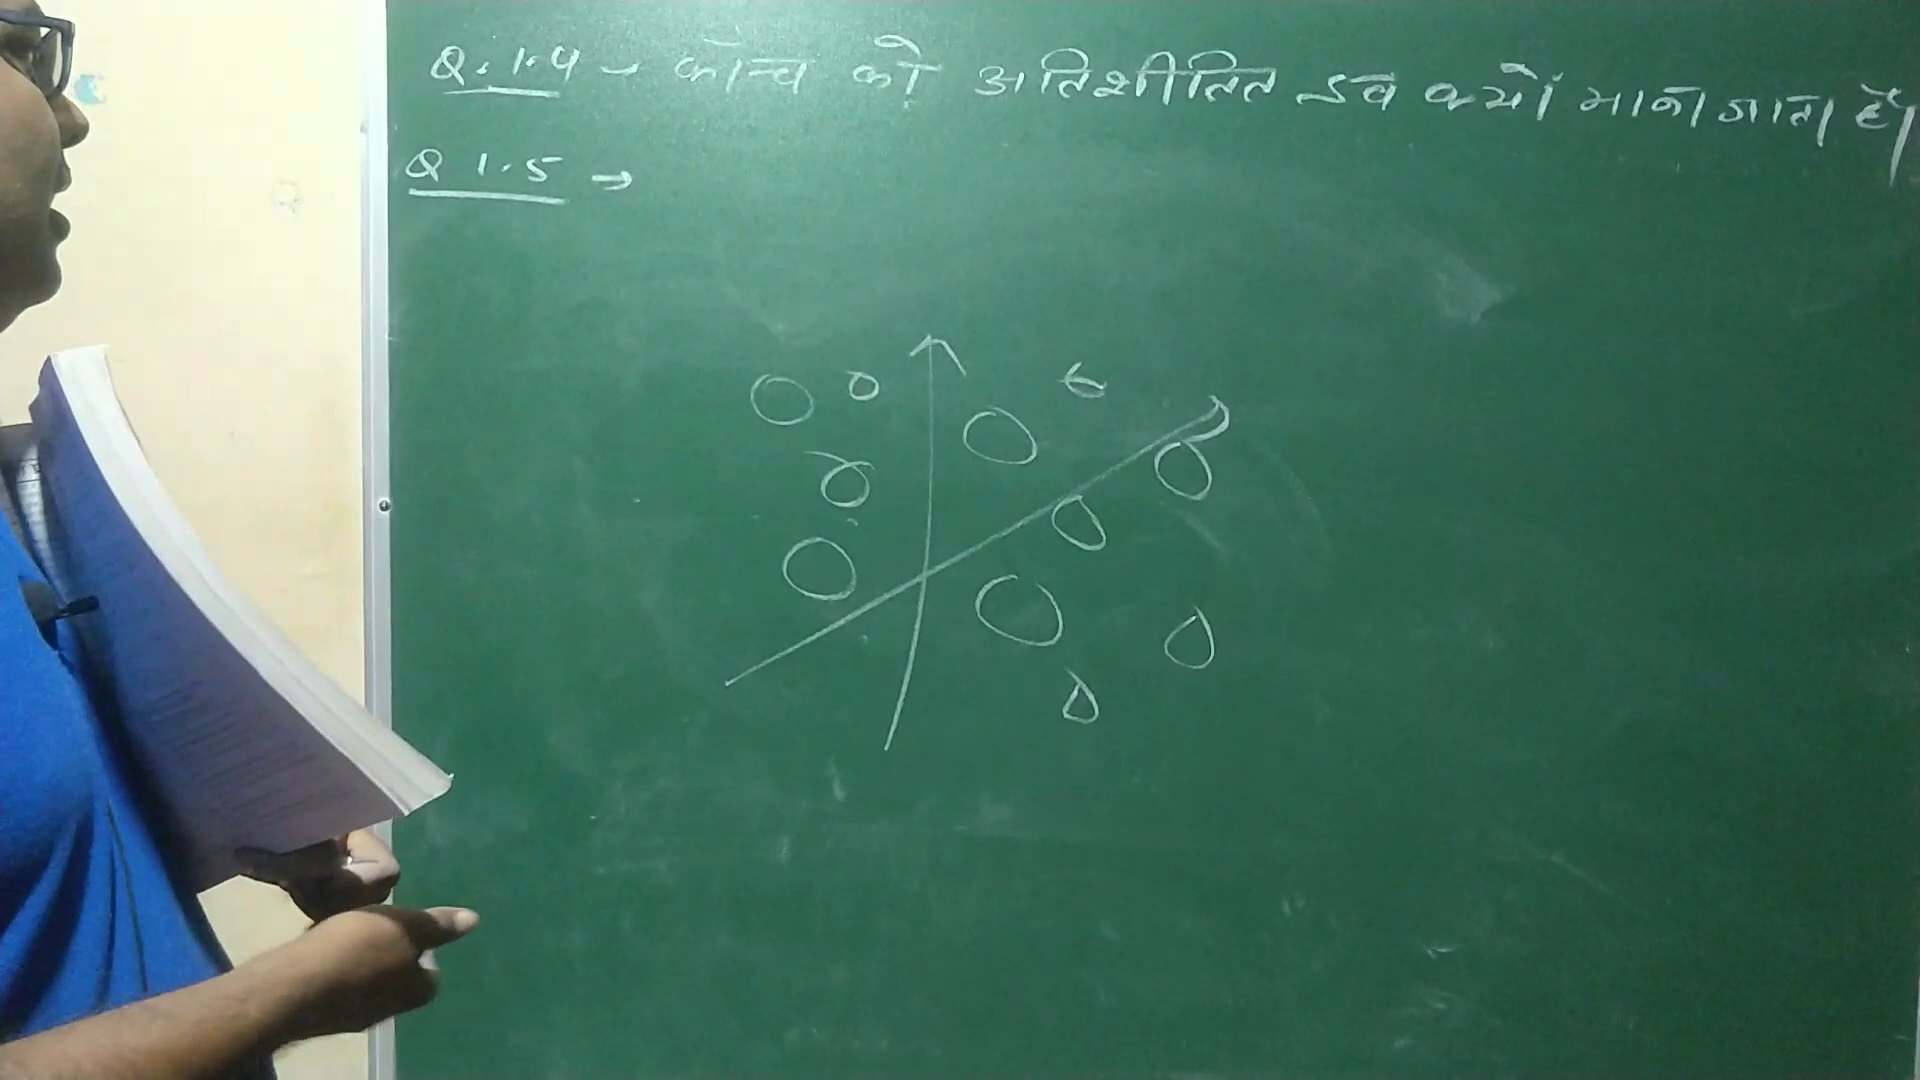 Q. 1.4 → काँच को अतिशीतित द्रव क्यों माना जाता है।
Q 1.5 →